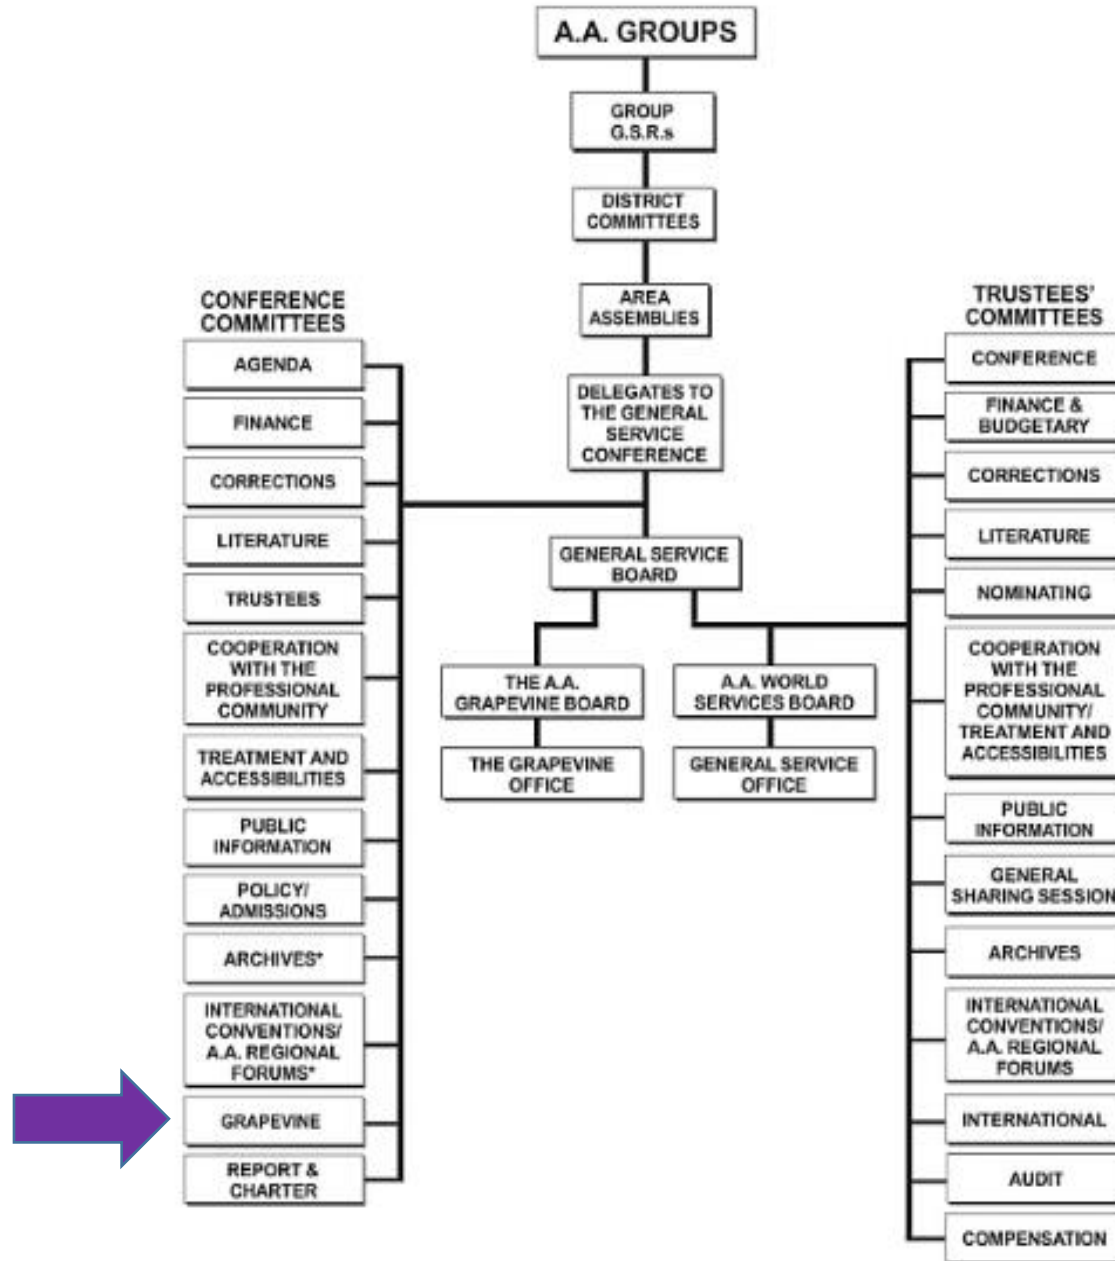 A.A. GROUPS
GROUP
G.S.R.s
DISTRICT
COMMITTEES
AREA
ASSEMBLIES
DELEGATES TO
THE GENERAL
SERVICE
CONFERENCE
GENERAL SERVICE
BOARD
THE A.A.
GRAPEVINE BOARD
THE GRAPEVINE
OFFICE
A.A. WORLD
SERVICES BOARD
GENERAL SERVICE
OFFICE
CONFERENCE
COMMITTEES
AGENDA
FINANCE
CORRECTIONS
LITERATURE
TRUSTEES
COOPERATION
WITH THE
PROFESSIONAL
COMMUNITY
TREATMENT AND
ACCESSIBILITIES
PUBLIC
INFORMATION
POLICY/
ADMISSIONS
ARCHIVES*
INTERNATIONAL
CONVENTIONS/
A.A. REGIONAL
FORUMS*
GRAPEVINE
REPORT &
CHARTER
TRUSTEES'
COMMITTEES
CONFERENCE
FINANCE &
BUDGETARY
CORRECTIONS
LITERATURE
NOMINATING
COOPERATION
WITH THE
PROFESSIONAL
COMMUNITY/
TREATMENT AND
ACCESSIBILITIES
PUBLIC
INFORMATION
GENERAL
SHARING SESSION
ARCHIVES
INTERNATIONAL
CONVENTIONS/
A.A. REGIONAL
FORUMS
INTERNATIONAL
AUDIT
COMPENSATION